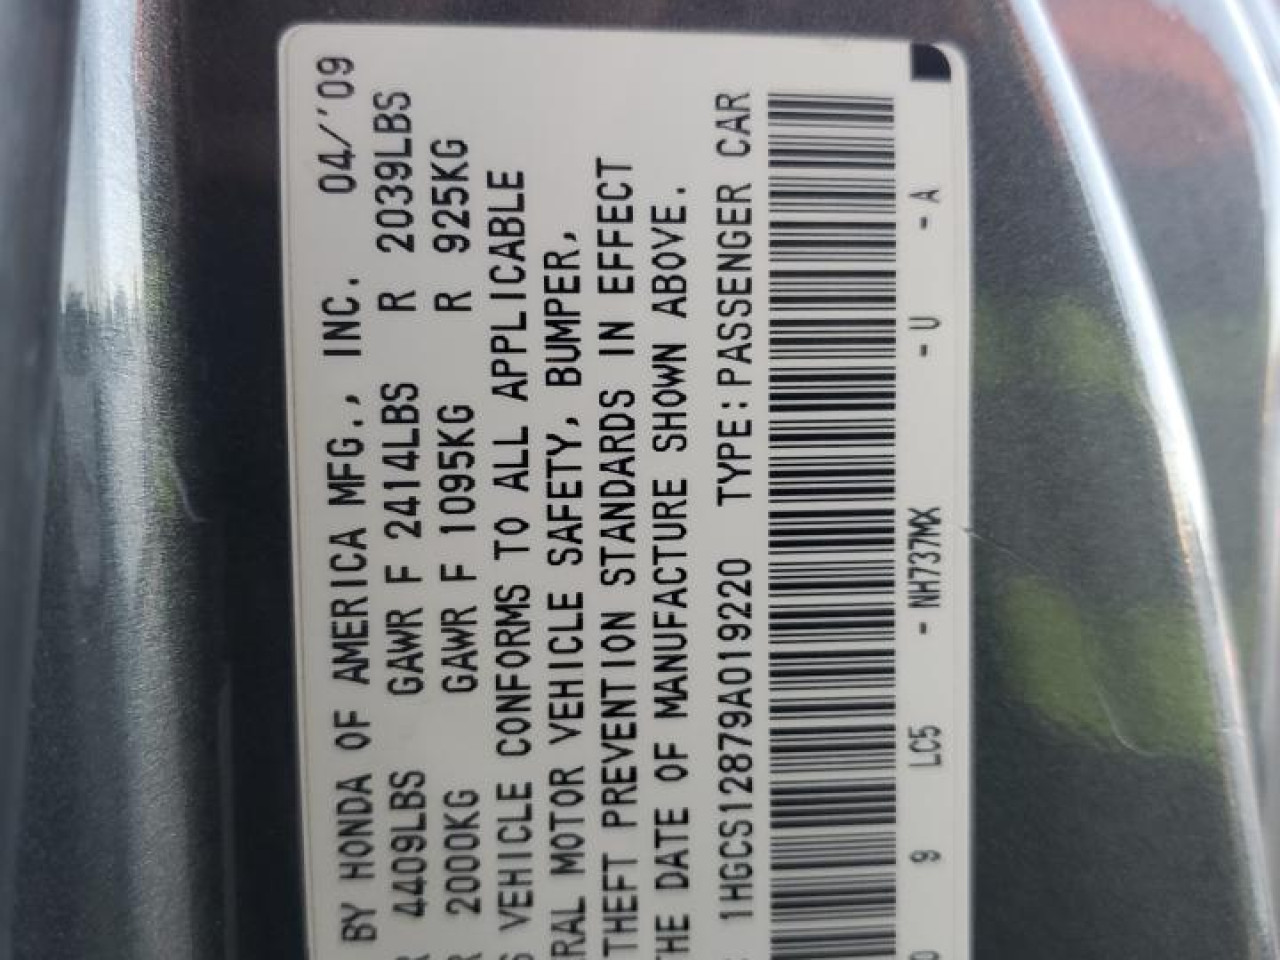 BY HONDA OF AMERICA MFG., INC. 04/'09
4409LBS GAWR F 2414LBS R 2039LBS
2000KG GAWR F 1095KG R 925KG
VEHICLE CONFORMS TO ALL APPLICABLE
MOTOR VEHICLE SAFETY, BUMPER,
THEFT PREVENTION STANDARDS IN EFFECT
DATE OF MANUFACTURE SHOWN ABOVE.
1HGCS12879A019220 TYPE:PASSENGER CAR
9 LC5 - NH737MX - U - A